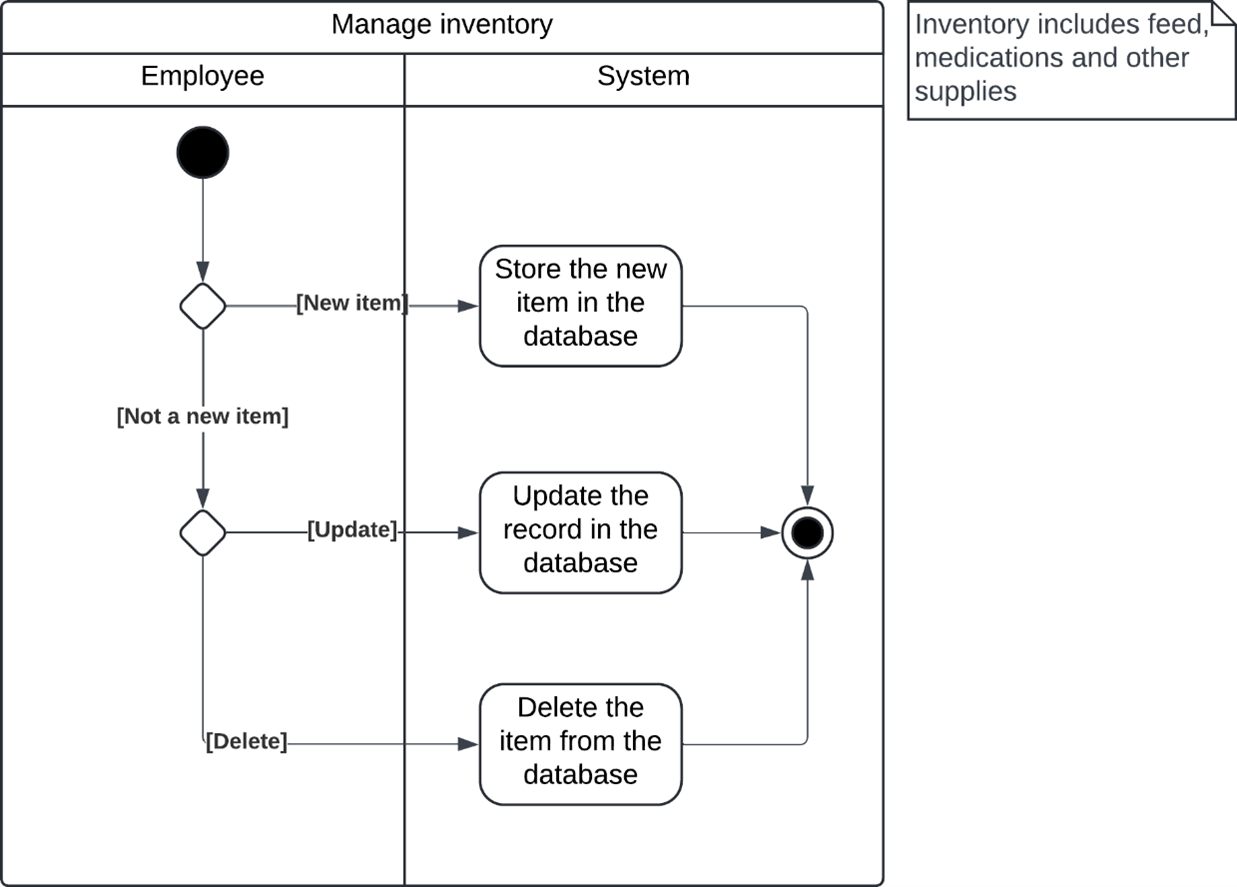 Manage inventory
Inventory includes feed,
medications and other
supplies
Employee
System
[New item]
Store the new
item in the
database
[Not a new item]
[Update]
Update the
record in the
database
[Delete]
Delete the
item from the
database